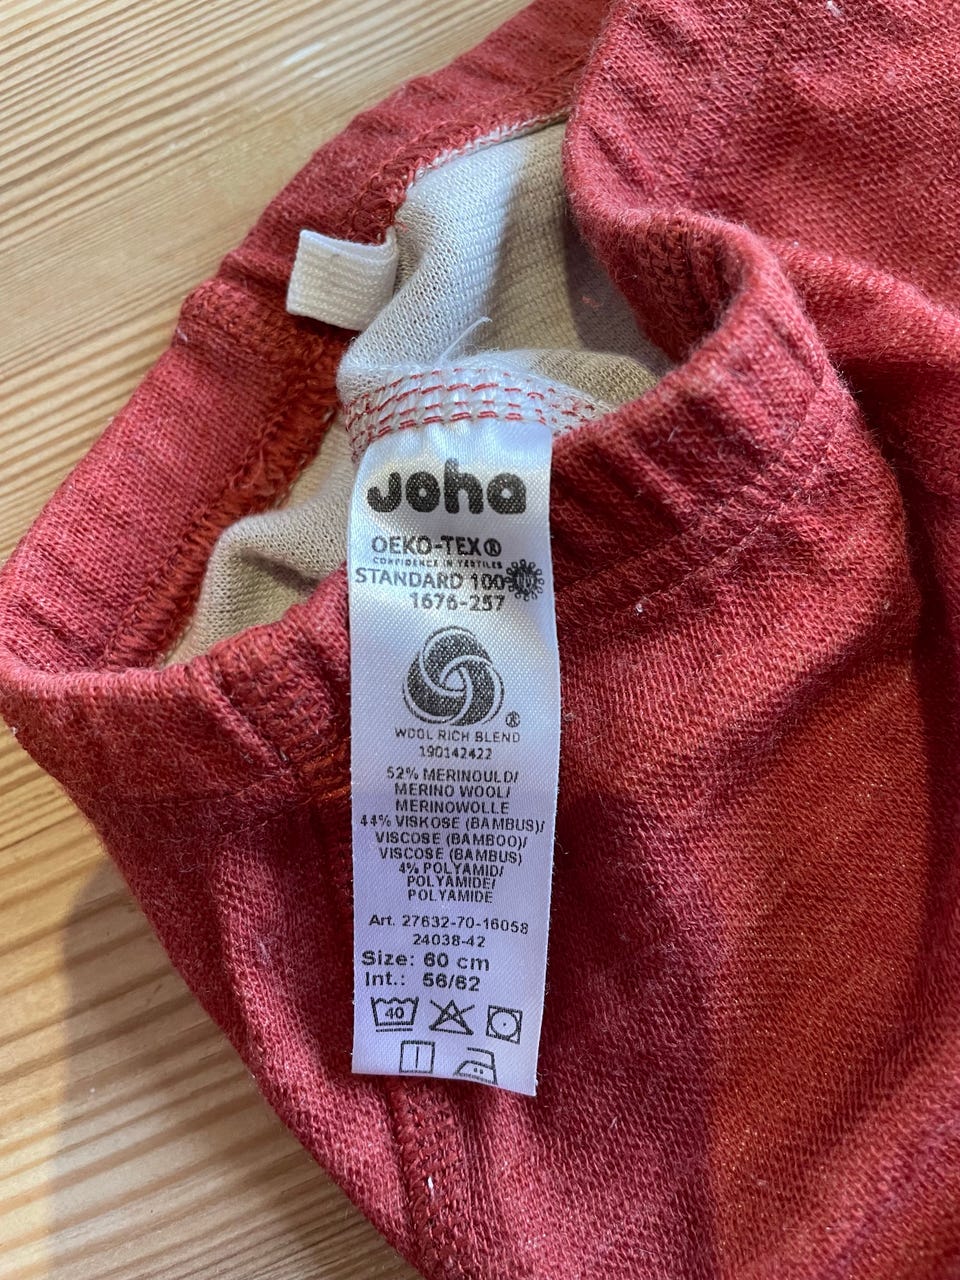 Joha
OEKO-TEX®
CONFIDENCE IN TEXTILES
STANDARD 100
1676-257
®
WOOL RICH BLEND
190142422
52% MERINOULD/
MERINO WOOL/
MERINOWOLLE
44% VISKOSE (BAMBUS)/
VISCOSE (BAMBOO)/
VISCOSE (BAMBUS)
4% POLYAMID/
POLYAMIDE/
POLYAMIDE
Art. 27632-70-16058
24038-42
Size: 60 cm
Int.: 56/62
40